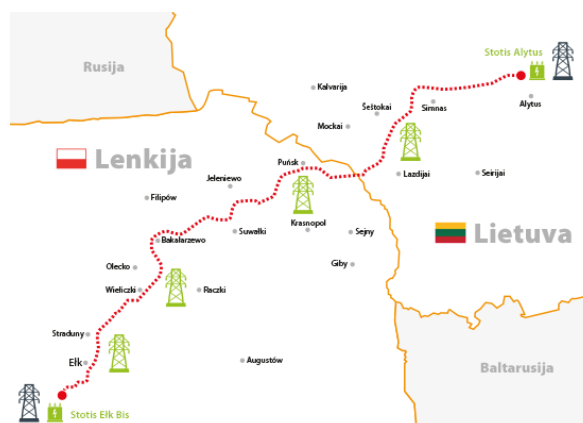 Stotis Alytus
Rusija
Kalvarija
Šeštokai
Simnas
Alytus
Mockai
Lenkija
Puńsk
Jeleniewo
Lazdijai
Seirijai
Filipów
Krasnopol
Suwałki
Sejny
Lietuva
Bakałarzewo
Olecko
Giby
Wieliczki
Raczki
Straduny
Ełk
Augustów
Baltarusija
Stotis Ełk Bis